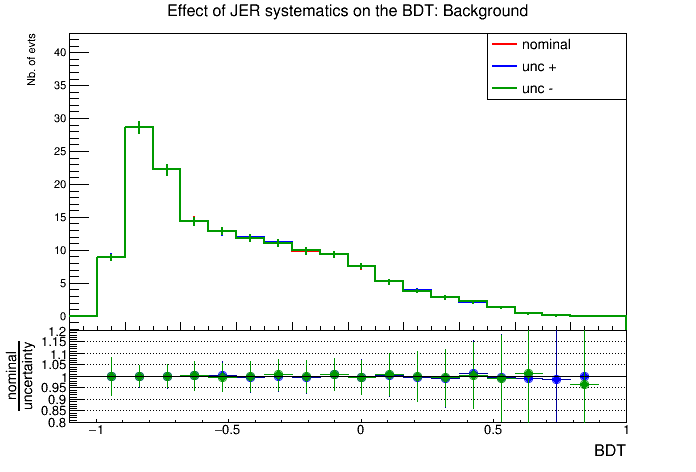 Effect of JER systematics on the BDT: Background
Nb. of evts
40
35
30
25
20
15
10
5
0
nominal
unc +
unc -
nominal
uncertainty
1.2
1.15
1.1
1.05
1
0.95
0.9
0.85
0.8
−1
−0.5
0
0.5
1
BDT